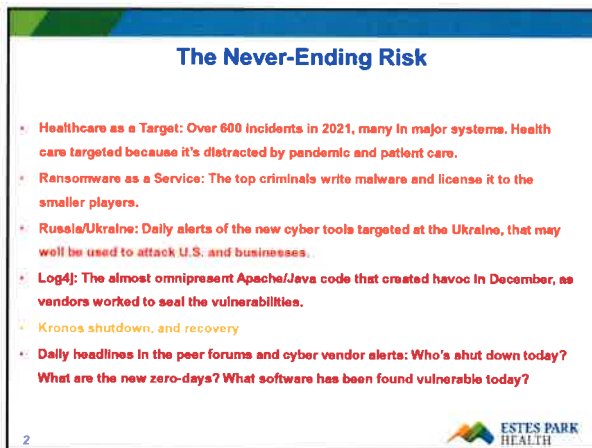 The Never-Ending Risk
• Healthcare as a Target: Over 600 incidents in 2021, many in major systems. Health
care targeted because it's distracted by pandemic and patient care.
• Ransomware as a Service: The top criminals write malware and license it to the
smaller players.
• Russia/Ukraine: Daily alerts of the new cyber tools targeted at the Ukraine, that may
well be used to attack U.S. and businesses.
• Log4j: The almost omnipresent Apache/Java code that created havoc in December, as
vendors worked to seal the vulnerabilities.
• Kronos shutdown, and recovery
• Daily headlines in the peer forums and cyber vendor alerts: Who's shut down today?
What are the new zero-days? What software has been found vulnerable today?
2
ESTES PARK
HEALTH